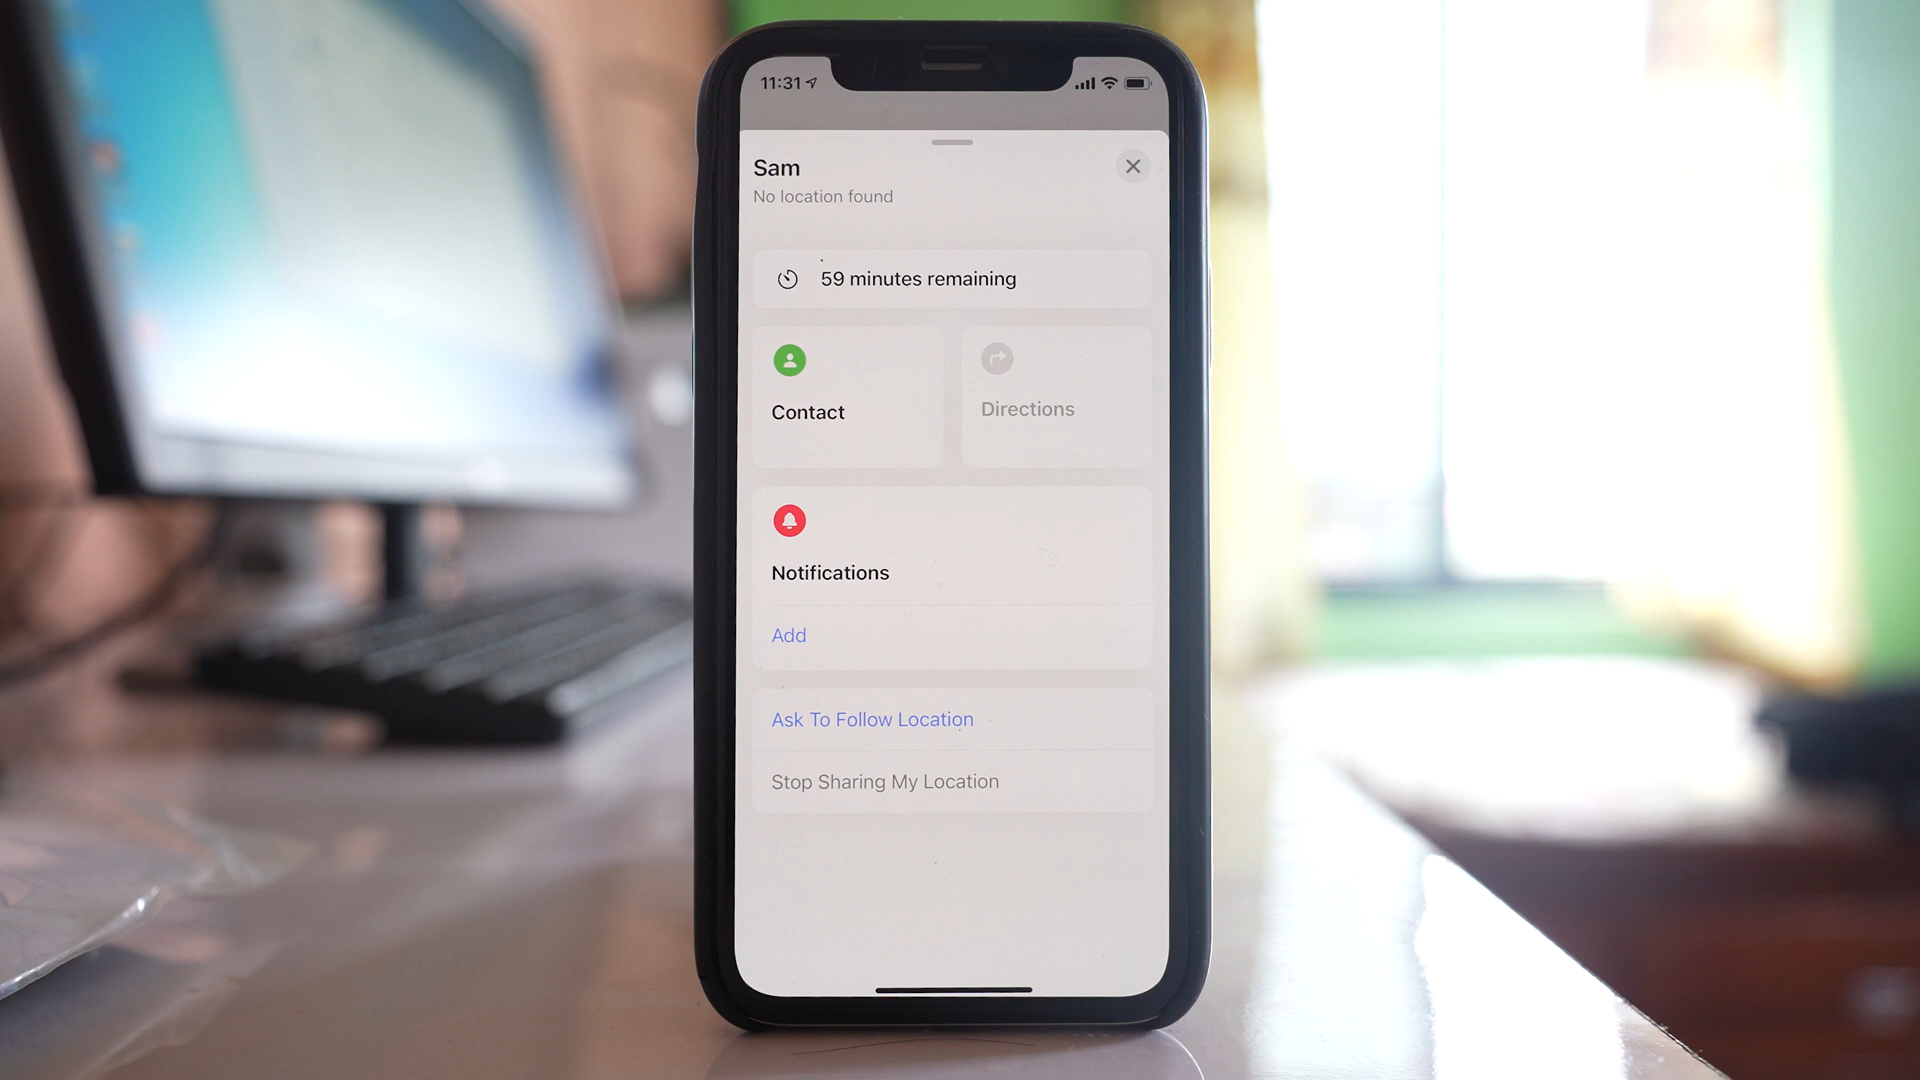 11:31
Sam
No location found
59 minutes remaining
Contact
Directions
Notifications
Add
Ask To Follow Location
Stop Sharing My Location